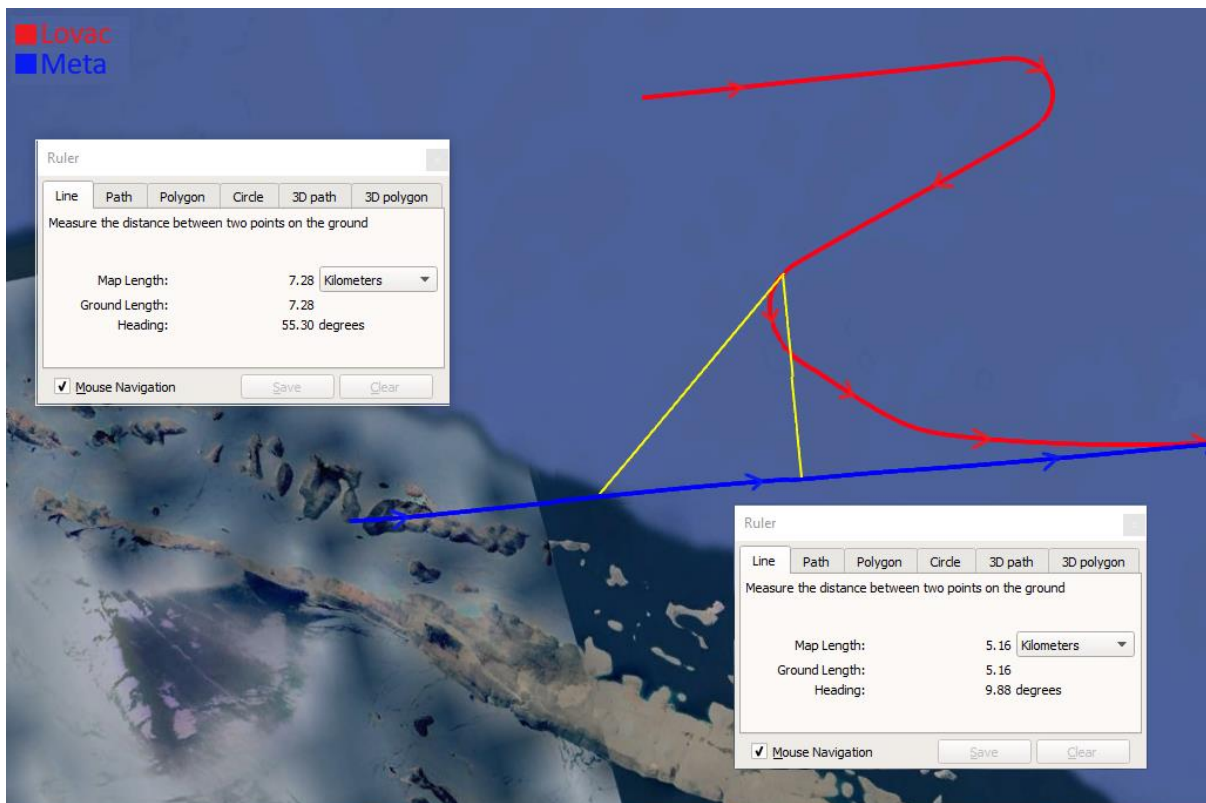 Lovac
Meta
Ruler
Line Path Polygon Circle 3D path 3D polygon
Measure the distance between two points on the ground
Map Length: 7.28 Kilometers
Ground Length: 7.28
Heading: 55.30 degrees
Mouse Navigation Save Clear
Ruler
Line Path Polygon Circle 3D path 3D polygon
Measure the distance between two points on the ground
Map Length: 5.16 Kilometers
Ground Length: 5.16
Heading: 9.88 degrees
Mouse Navigation Save Clear